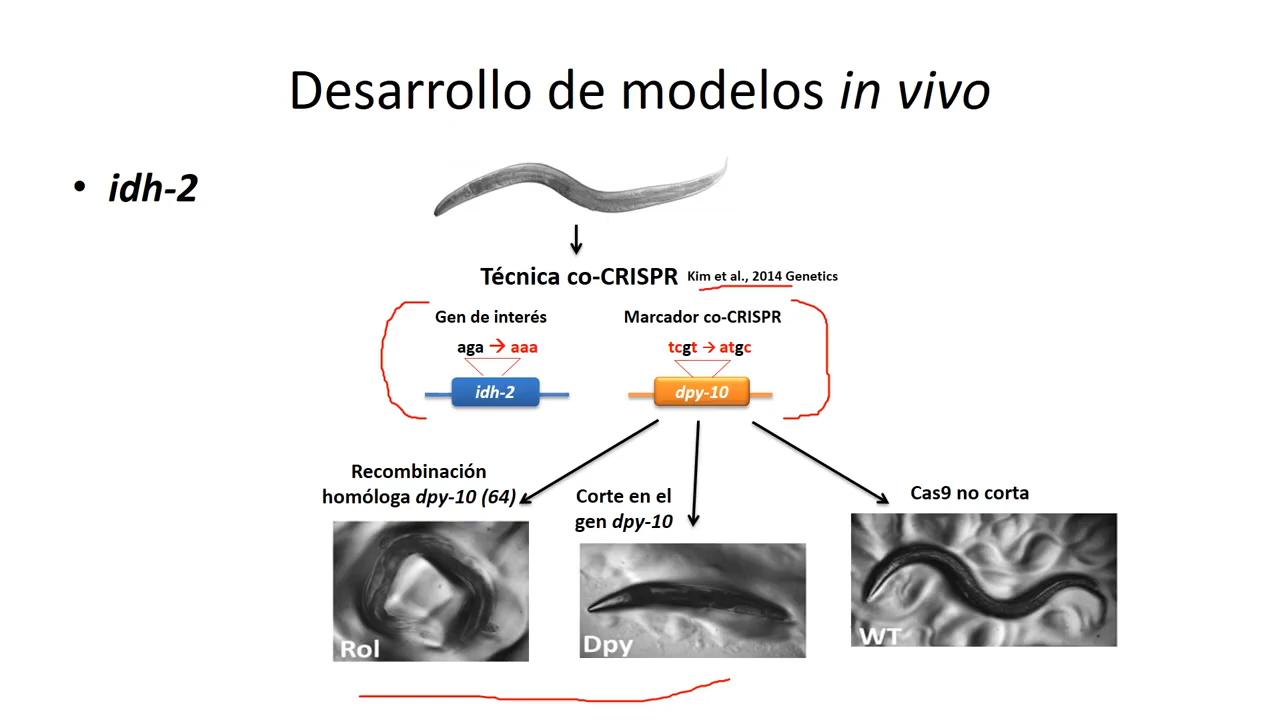 Desarrollo de modelos in vivo
• idh-2
Técnica co-CRISPR Kim et al., 2014 Genetics
Gen de interés
aga → aaa
idh-2
Marcador co-CRISPR
tcgt → atgc
dpy-10
Recombinación
homóloga dpy-10 (64)
Rol
Corte en el
gen dpy-10
Dpy
Cas9 no corta
WT